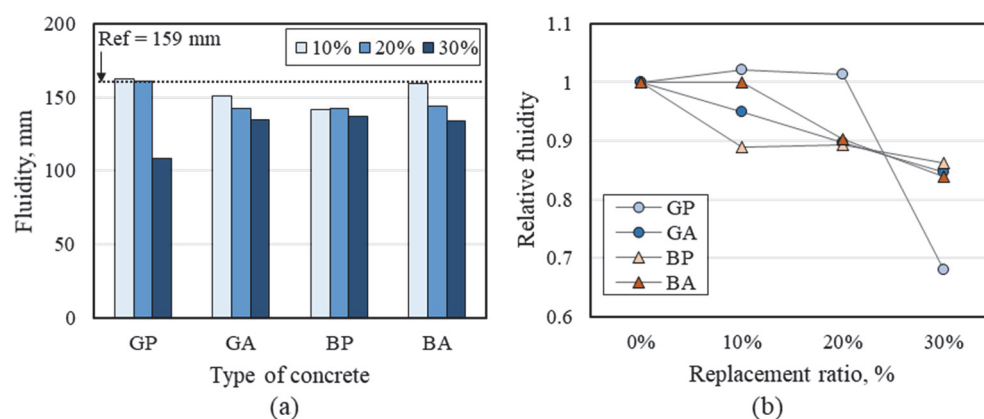 Ref = 159 mm
10% 20% 30%
200
150
100
50
0
Fluidity, mm
GP GA BP BA
Type of concrete
(a)
1.1
1
0.9
0.8
0.7
0.6
Relative fluidity
GP
GA
BP
BA
0% 10% 20% 30%
Replacement ratio, %
(b)